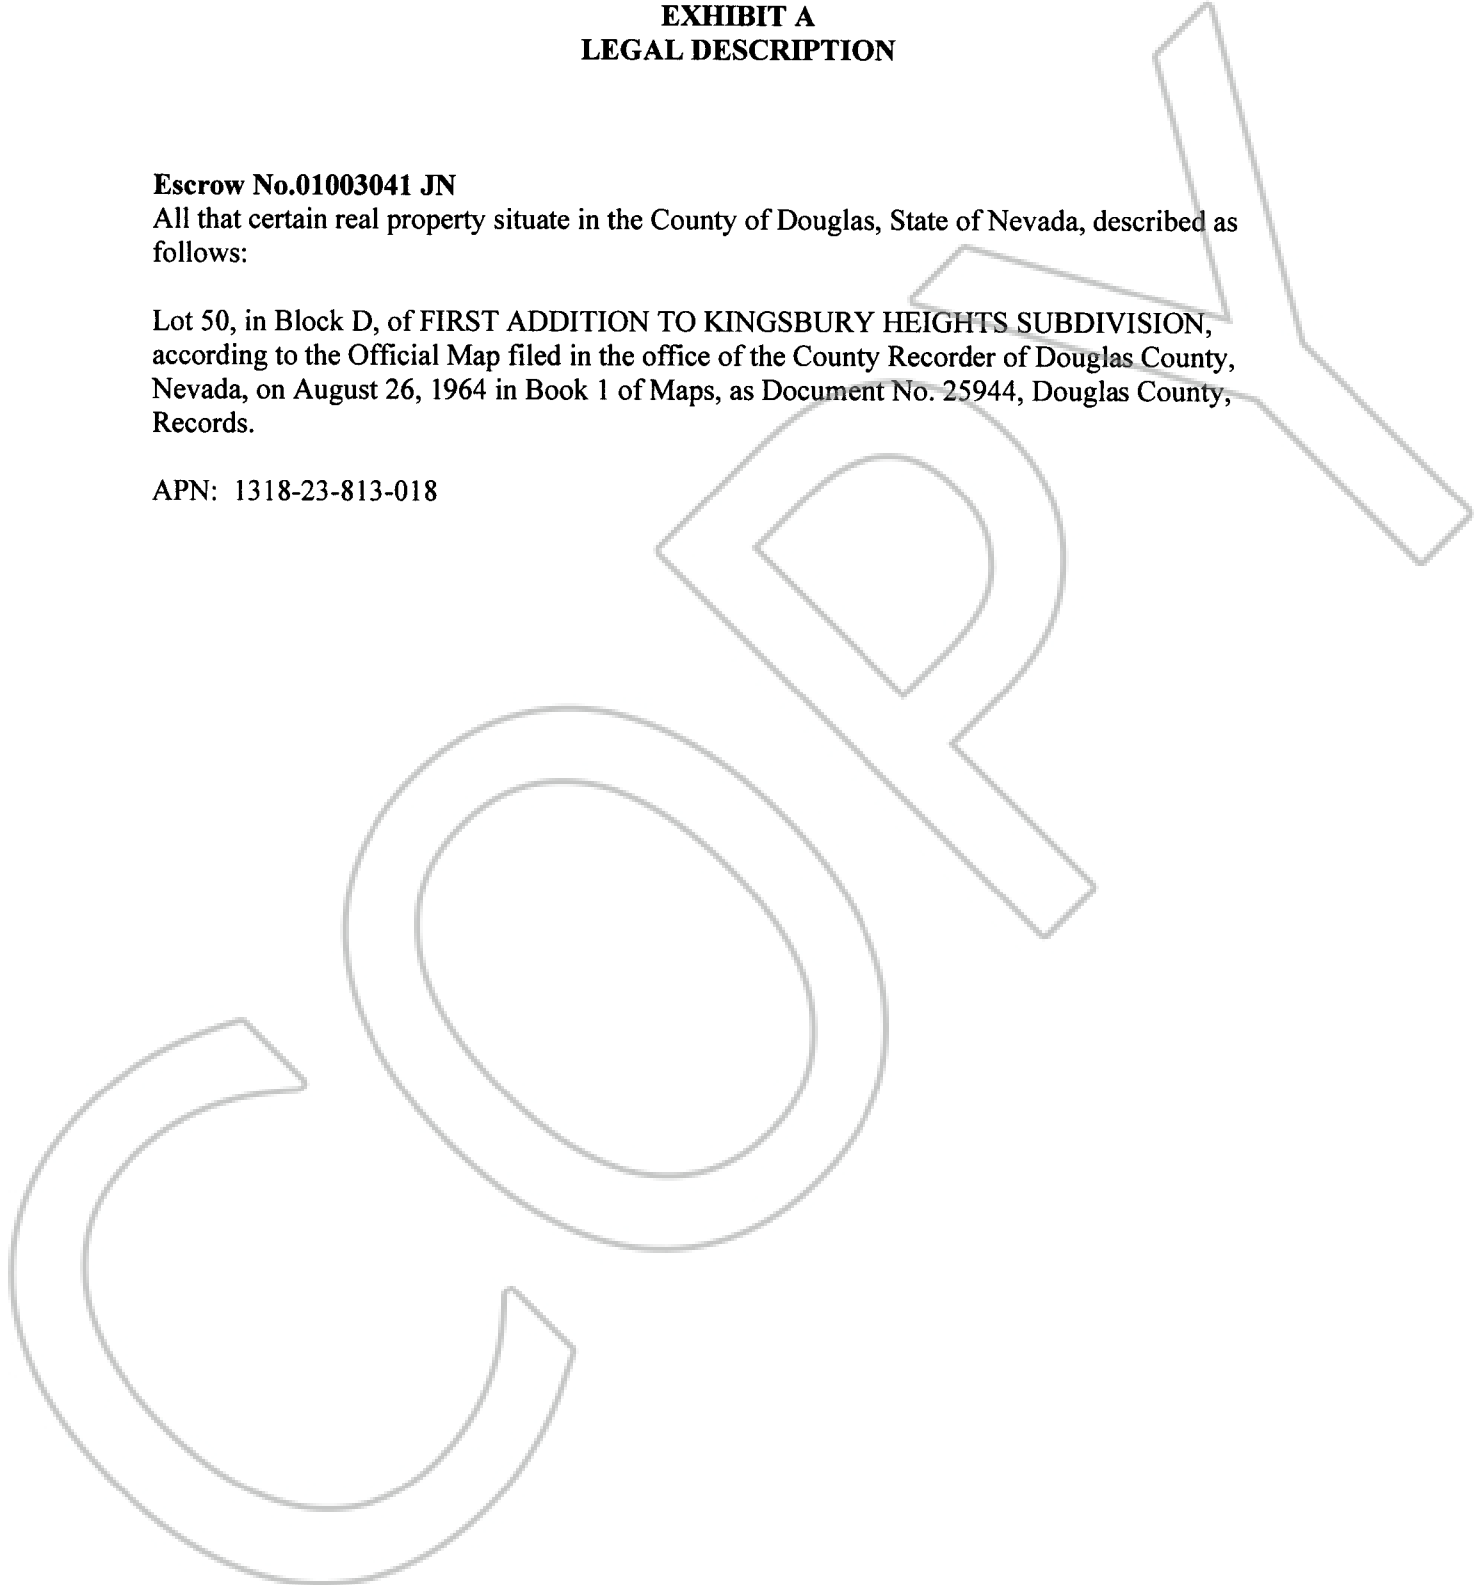 EXHIBIT A
LEGAL DESCRIPTION
Escrow No.01003041 JN
All that certain real property situate in the County of Douglas, State of Nevada, described as
follows:
Lot 50, in Block D, of FIRST ADDITION TO KINGSBURY HEIGHTS SUBDIVISION,
according to the Official Map filed in the office of the County Recorder of Douglas County,
Nevada, on August 26, 1964 in Book 1 of Maps, as Document No. 25944, Douglas County,
Records.
APN: 1318-23-813-018
COPY